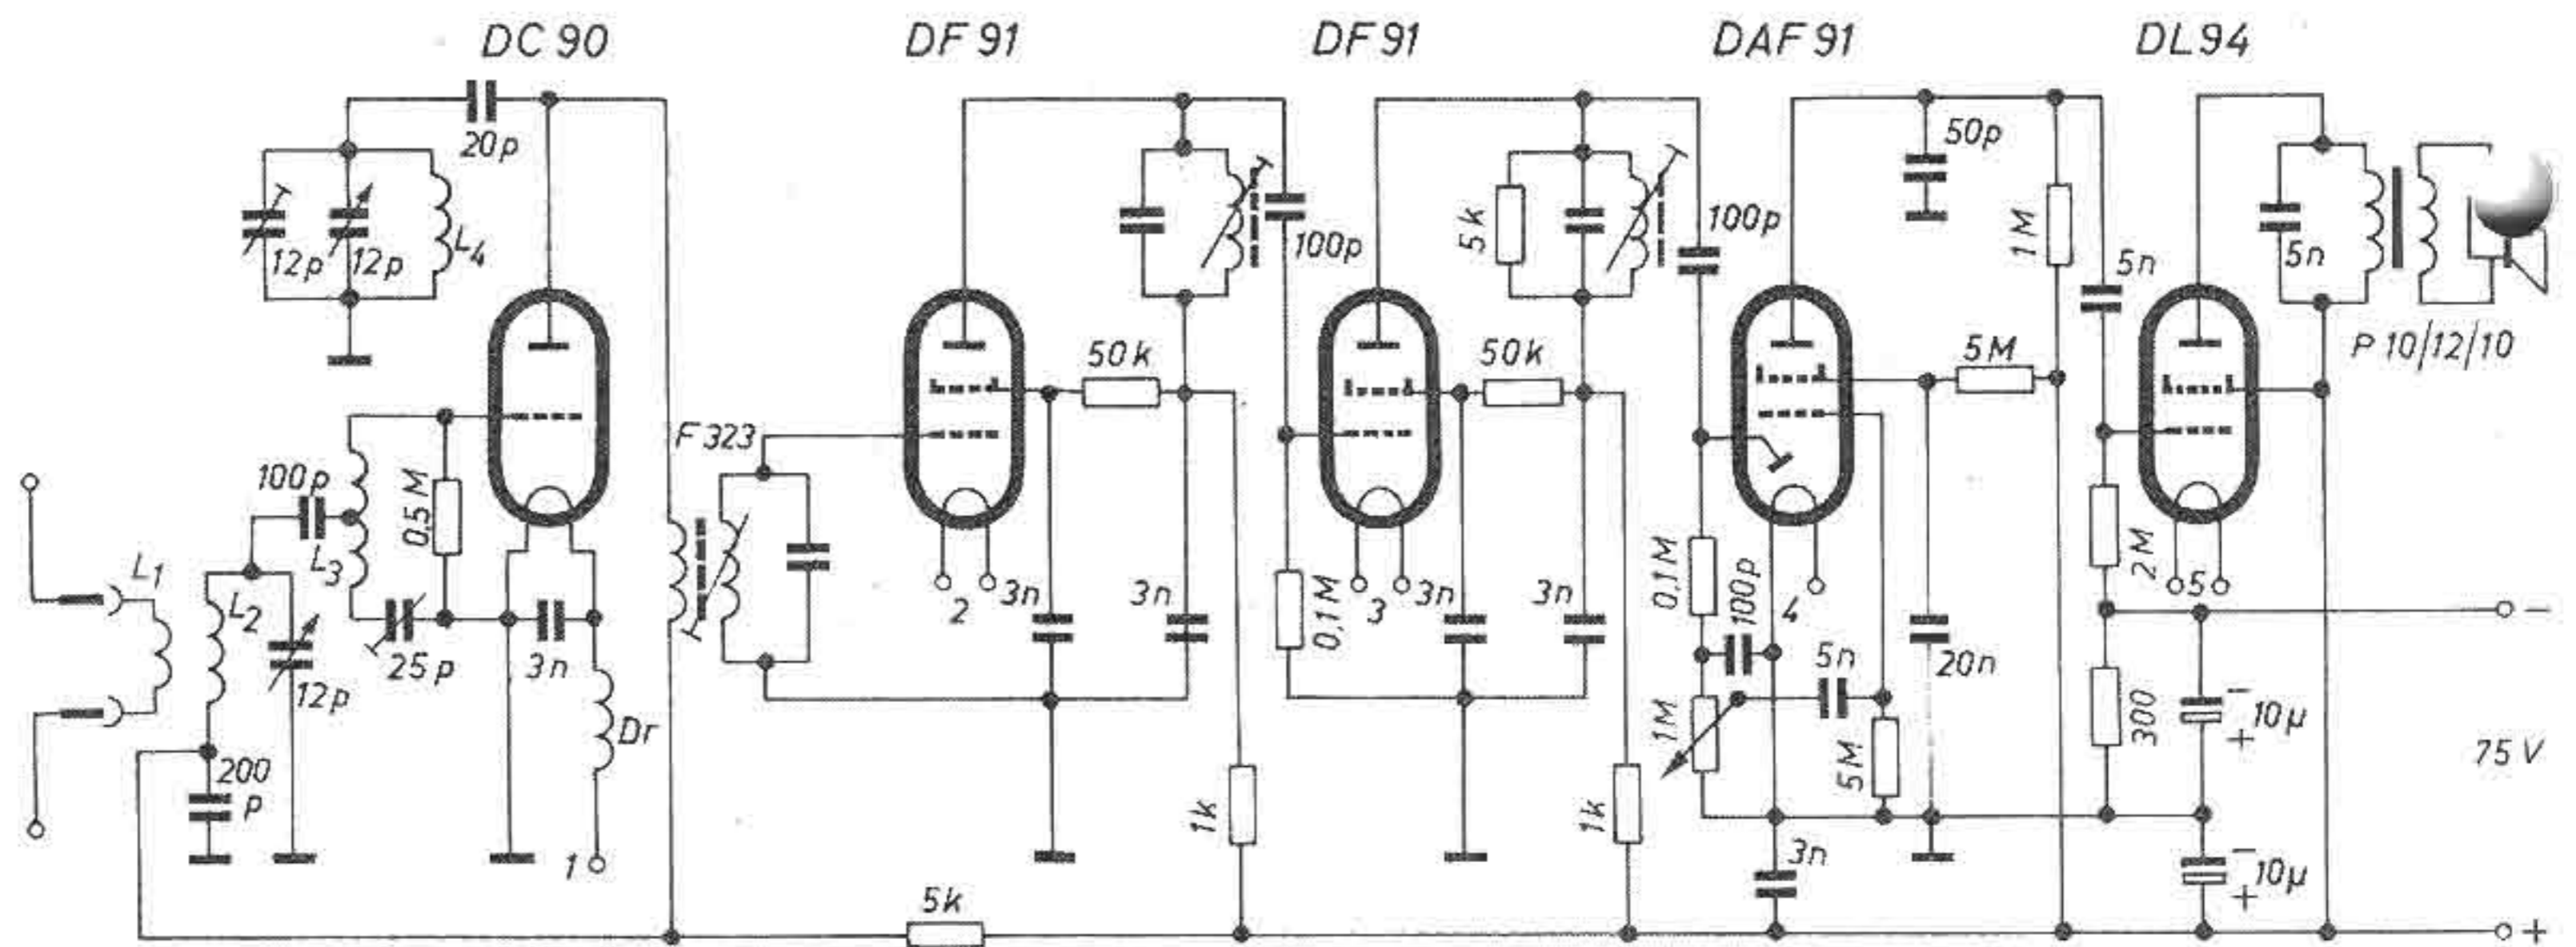 DC 90
DF 91
DF 91
DAF 91
DL 94
20p
12p
12p
L4
100p
5k
100p
50p
1M
5n
5n
P 10/12/10
50k
50k
5M
F 323
100p
0,5M
L3
L1
L2
12p
25p
3n
Dr
200
p
1
2
3n
3n
0,1M
3
3n
3n
0,1M
100p
4
5n
1M
5M
20n
2M
5
300
−
10µ
+
−
75 V
1k
1k
3n
−
10µ
+
5k
+